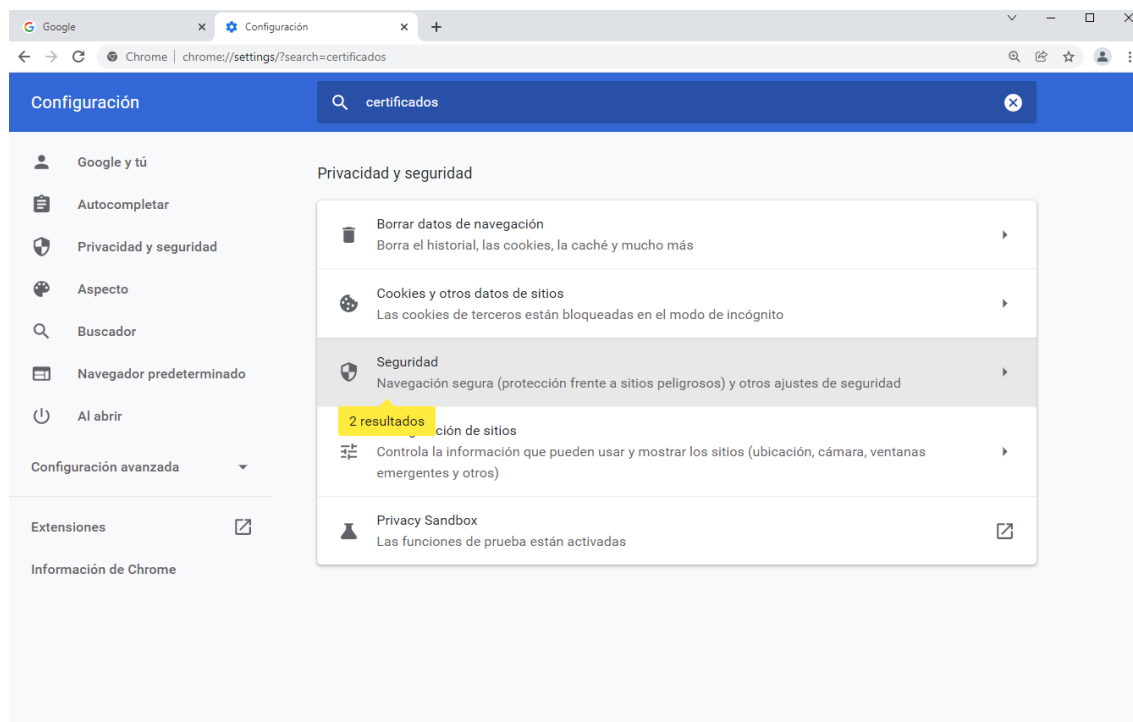 Google
Configuración
Chrome | chrome://settings/?search=certificados
Configuración
certificados
Google y tú
Autocompletar
Privacidad y seguridad
Aspecto
Buscador
Navegador predeterminado
Al abrir
Configuración avanzada
Extensiones
Información de Chrome
Privacidad y seguridad
Borrar datos de navegación
Borra el historial, las cookies, la caché y mucho más
Cookies y otros datos de sitios
Las cookies de terceros están bloqueadas en el modo de incógnito
Seguridad
Navegación segura (protección frente a sitios peligrosos) y otros ajustes de seguridad
2 resultados
ción de sitios
Controla la información que pueden usar y mostrar los sitios (ubicación, cámara, ventanas
emergentes y otros)
Privacy Sandbox
Las funciones de prueba están activadas